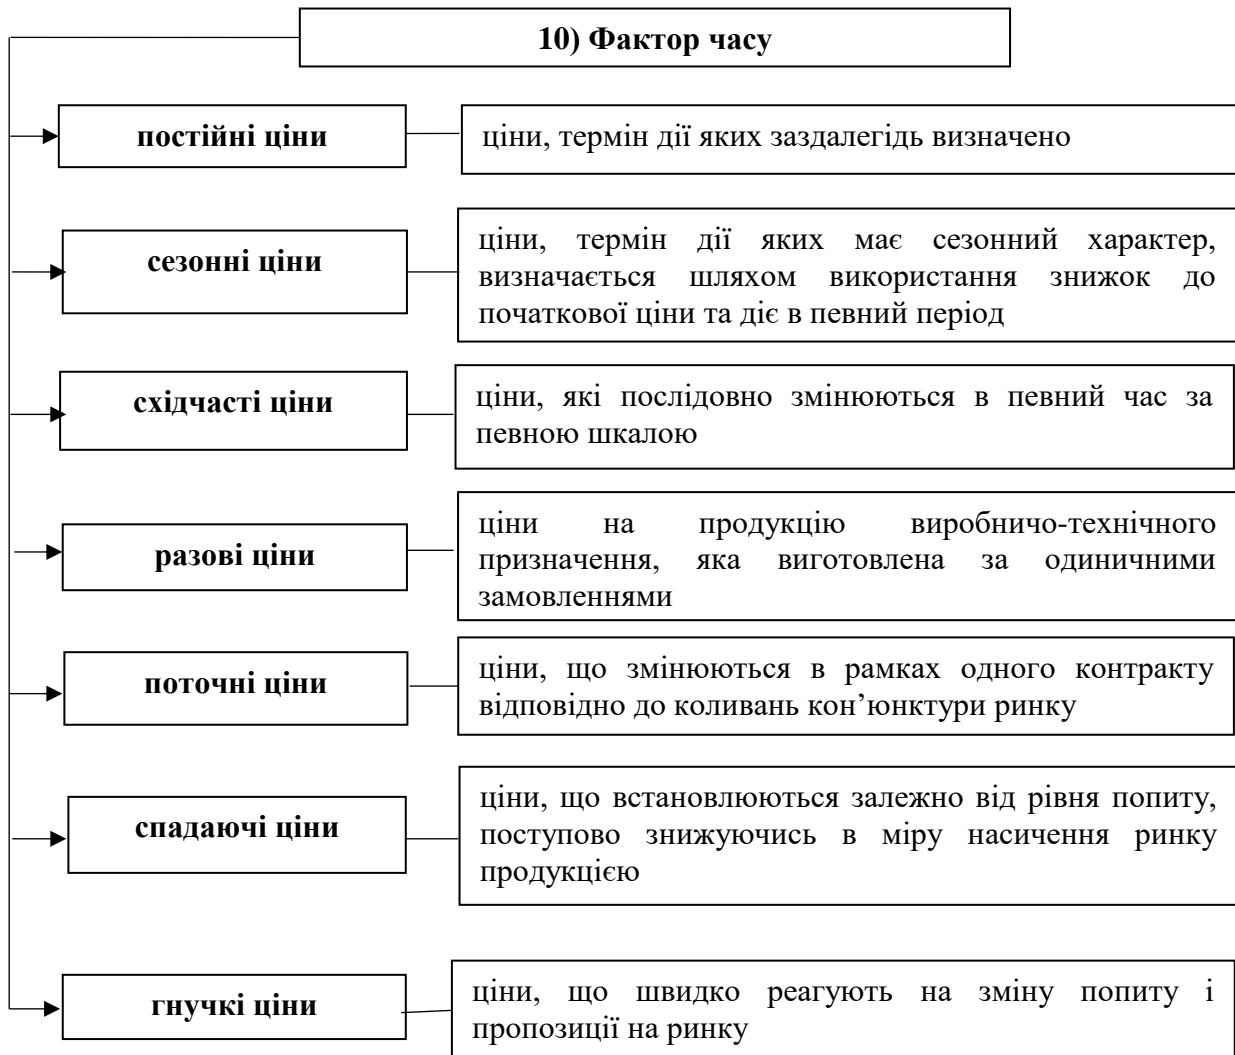 10) Фактор часу
постійні ціни
ціни, термін дії яких заздалегідь визначено
сезонні ціни
ціни, термін дії яких має сезонний характер,
визначається шляхом використання знижок до
початкової ціни та діє в певний період
східчасті ціни
ціни, які послідовно змінюються в певний час за
певною шкалою
разові ціни
ціни на продукцію виробничо-технічного
призначення, яка виготовлена за одиничними
замовленнями
поточні ціни
ціни, що змінюються в рамках одного контракту
відповідно до коливань кон’юнктури ринку
спадаючі ціни
ціни, що встановлюються залежно від рівня попиту,
поступово знижуючись в міру насичення ринку
продукцією
гнучкі ціни
ціни, що швидко реагують на зміну попиту і
пропозиції на ринку